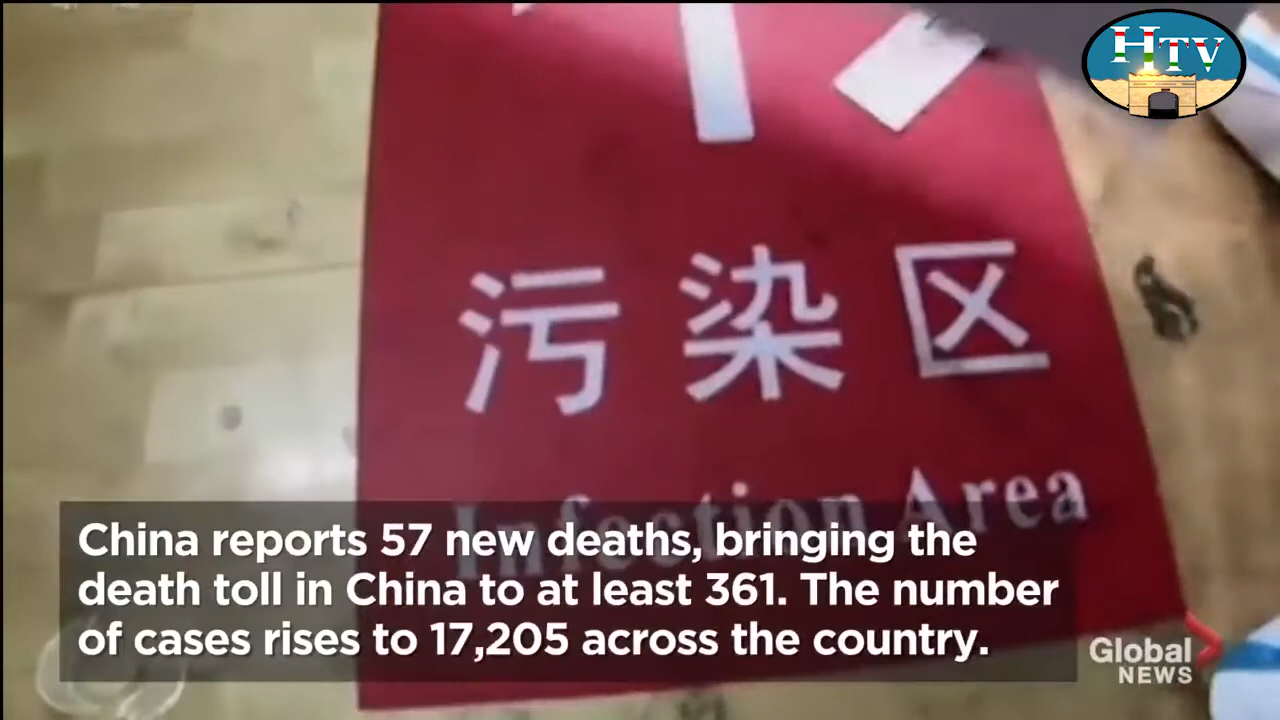 HTV
污染区
Infection Area
China reports 57 new deaths, bringing the
death toll in China to at least 361. The number
of cases rises to 17,205 across the country.
Global
NEWS